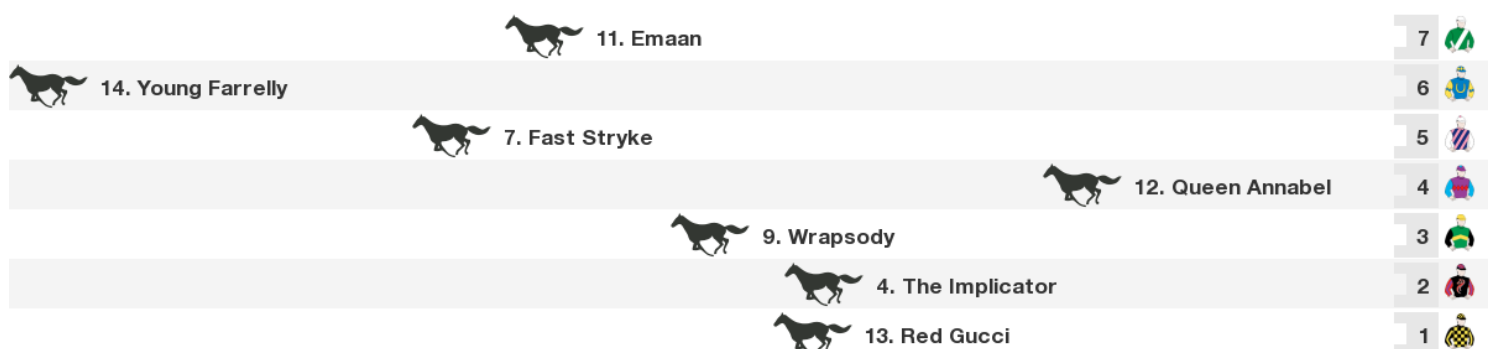 11. Emaan 7
14. Young Farrelly 6
7. Fast Stryke 5
12. Queen Annabel 4
9. Wrapsody 3
4. The Implicator 2
13. Red Gucci 1